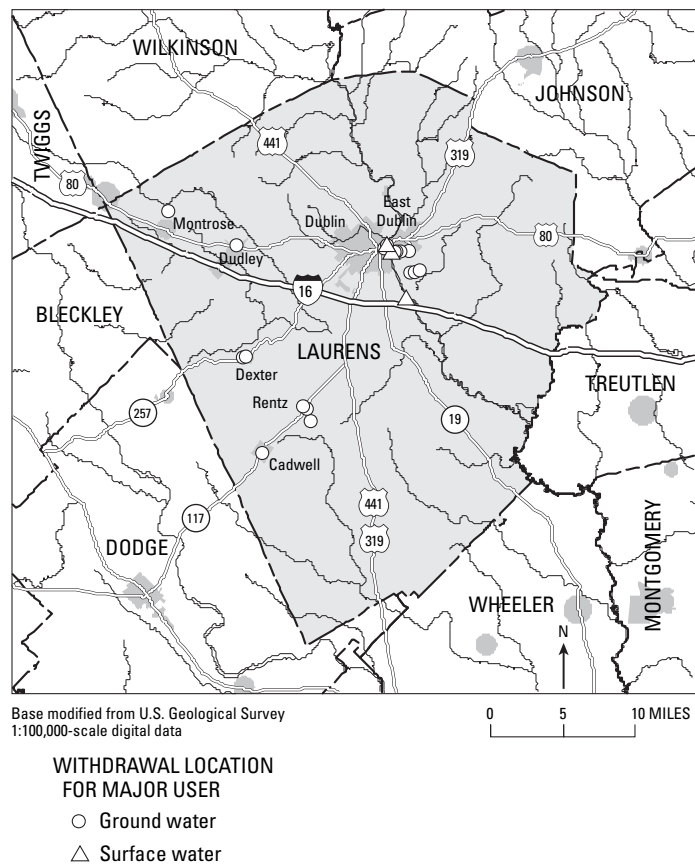 WILKINSON
JOHNSON
TWIGGS
441
319
80
East
Dublin
Dublin
Montrose
80
Dudley
16
BLECKLEY
LAURENS
Dexter
TREUTLEN
Rentz
257
19
Cadwell
441
117
319
DODGE
MONTGOMERY
WHEELER
N
Base modified from U.S. Geological Survey
1:100,000-scale digital data
0 5 10 MILES
WITHDRAWAL LOCATION
FOR MAJOR USER
Ground water
Surface water